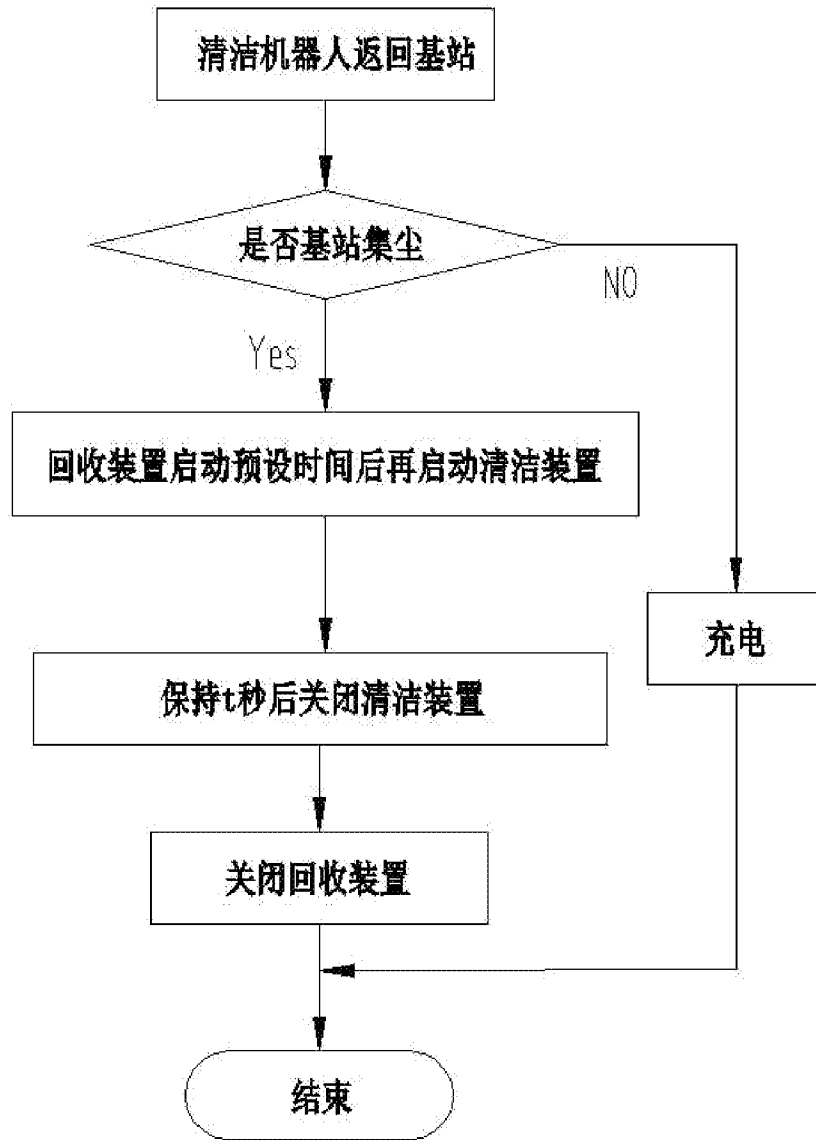 清洁机器人返回基站
是否基站集尘
NO
Yes
回收装置启动预设时间后再启动清洁装置
充电
保持t秒后关闭清洁装置
关闭回收装置
结束